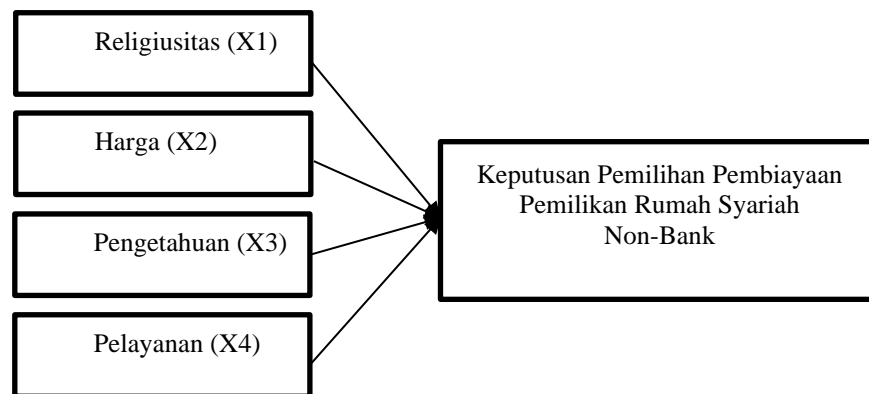 Religiusitas (X1)
Harga (X2)
Pengetahuan (X3)
Pelayanan (X4)
Keputusan Pemilihan Pembiayaan
Pemilikan Rumah Syariah
Non-Bank